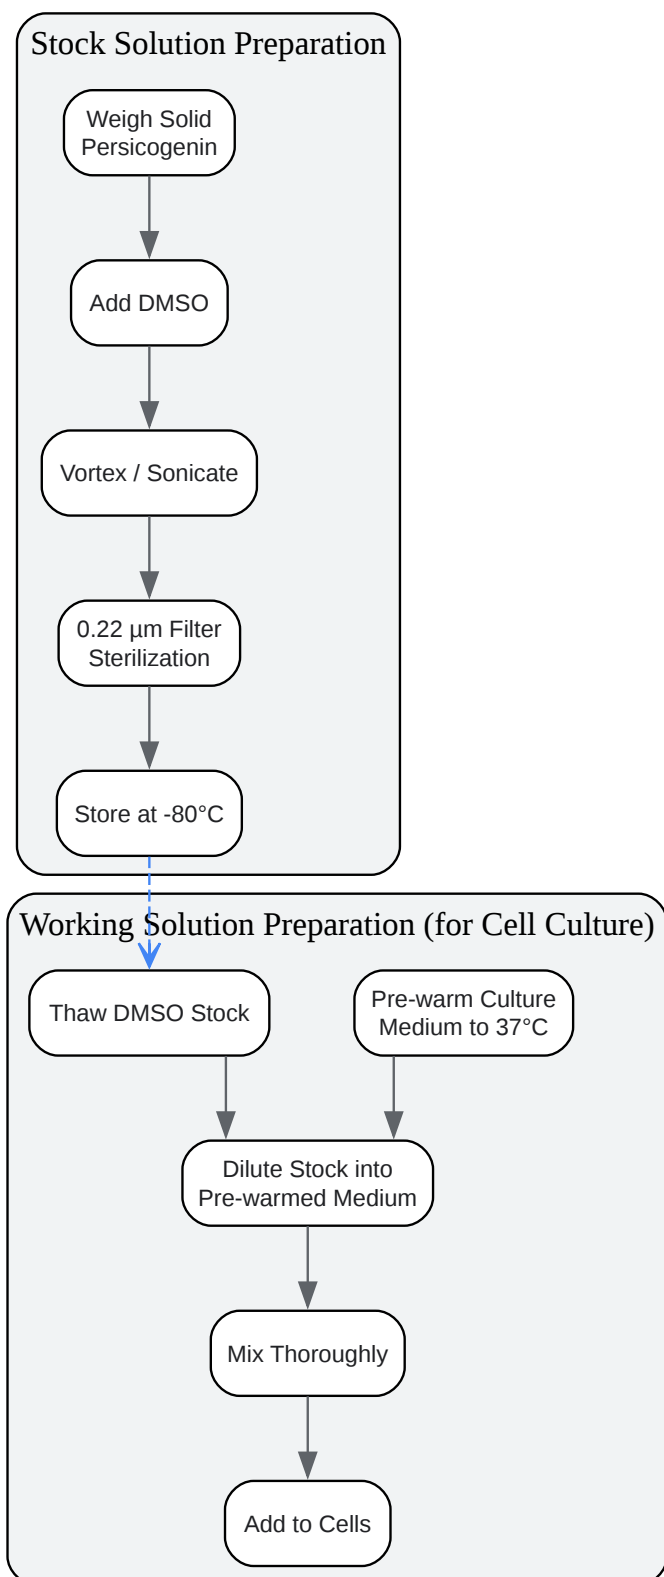 Stock Solution Preparation
Weigh Solid
Persicogenin
Add DMSO
Vortex / Sonicate
0.22 µm Filter
Sterilization
Store at -80°C
Working Solution Preparation (for Cell Culture)
Thaw DMSO Stock
Pre-warm Culture
Medium to 37°C
Dilute Stock into
Pre-warmed Medium
Mix Thoroughly
Add to Cells